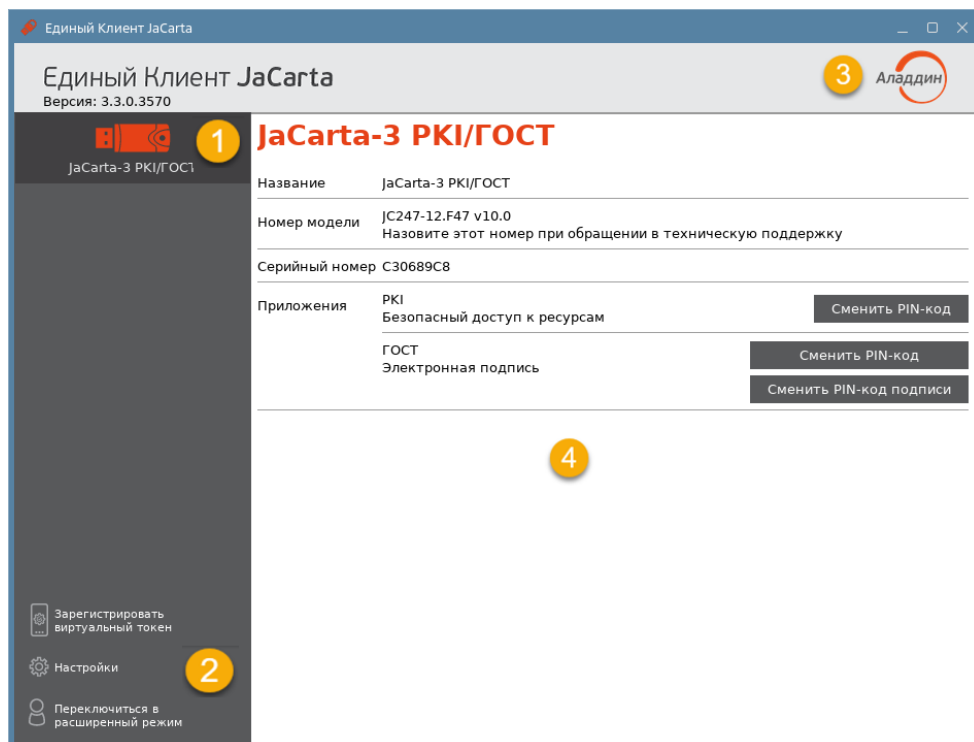 Единый Клиент JaCarta
Единый Клиент JaCarta
Версия: 3.3.0.3570
3
Аладдин
1
JaCarta-3 PKI/ГОСТ
JaCarta-3 PKI/ГОСТ
Название JaCarta-3 PKI/ГОСТ
Номер модели JC247-12.F47 v10.0
Назовите этот номер при обращении в техническую поддержку
Серийный номер C30689C8
Приложения PKI
Безопасный доступ к ресурсам
Сменить PIN-код
ГОСТ
Электронная подпись
Сменить PIN-код
Сменить PIN-код подписи
4
Зарегистрировать
виртуальный токен
Настройки
2
Переключиться в
расширенный режим